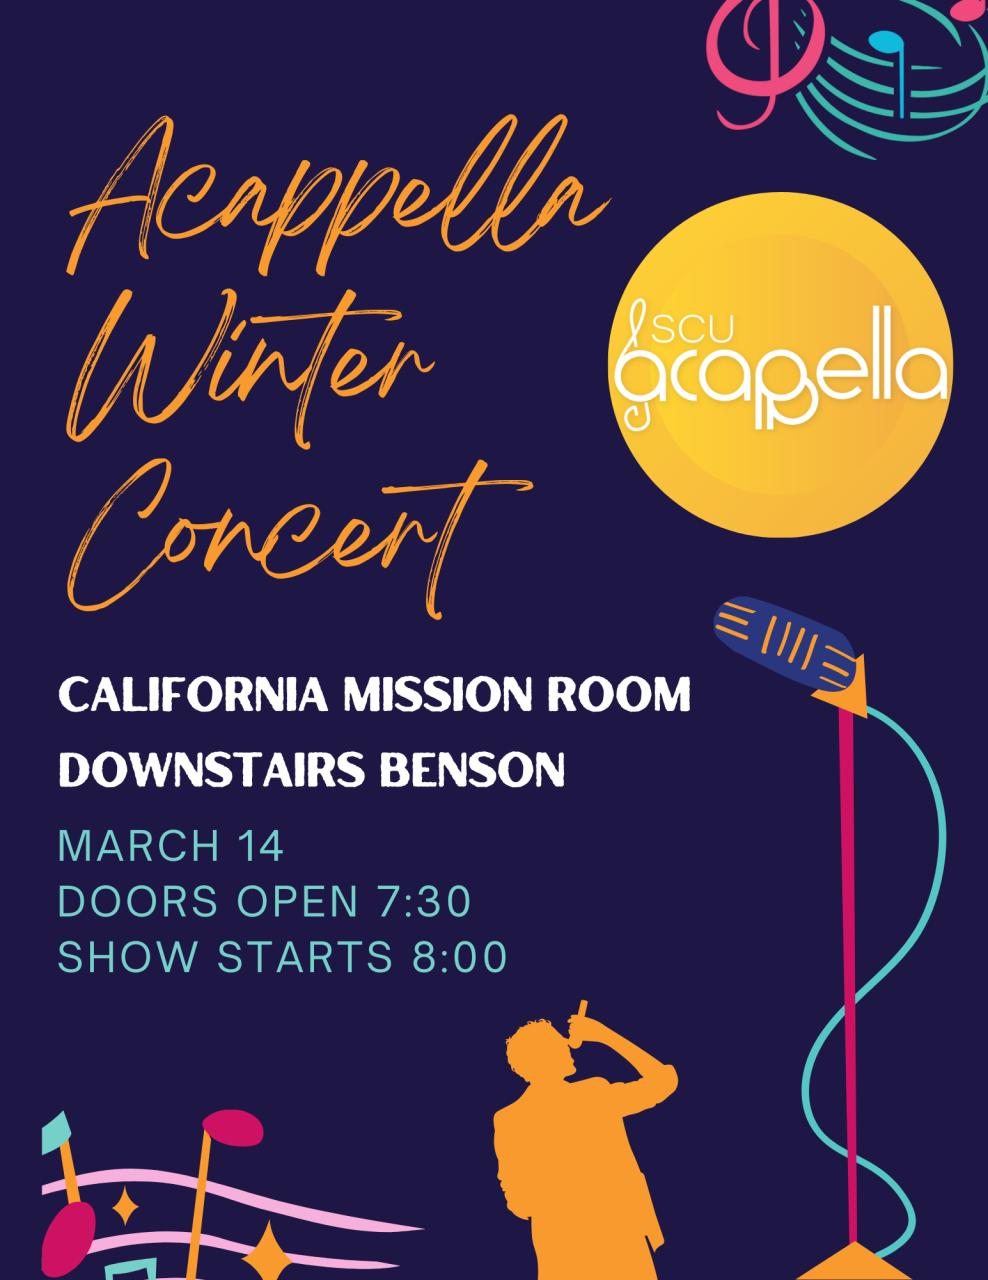 Acappella
Winter
Concert
SCU
acappella
CALIFORNIA MISSION ROOM
DOWNSTAIRS BENSON
MARCH 14
DOORS OPEN 7:30
SHOW STARTS 8:00